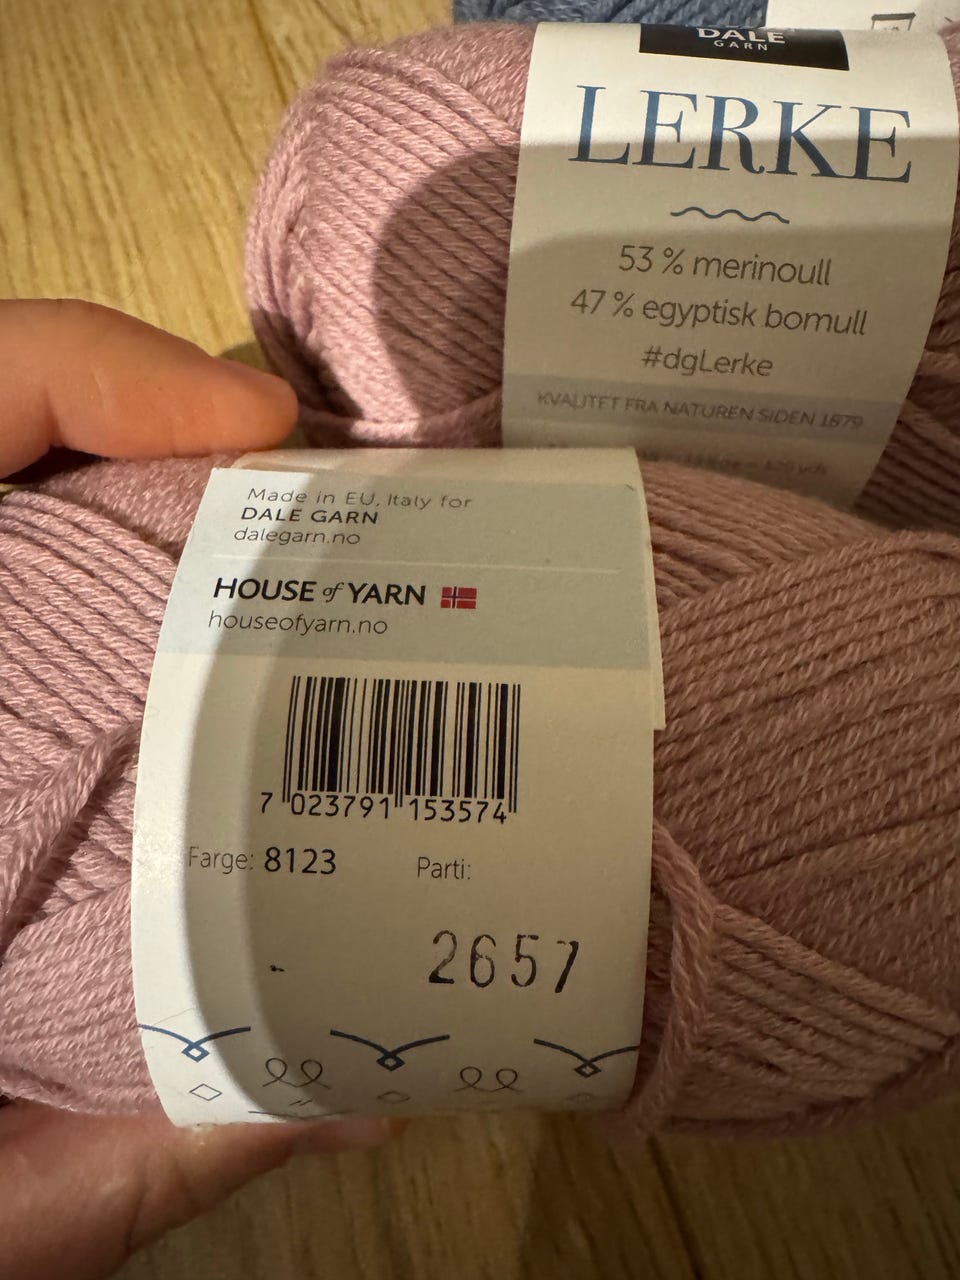 DALE
GARN
LERKE
53 % merinoull
47 % egyptisk bomull
#dgLerke
KVALITET FRA NATUREN SIDEN 1879
Made in EU, Italy for
DALE GARN
dalegarn.no
HOUSE of YARN
houseofyarn.no
7 023791 153574
Farge: 8123 Parti:
2657